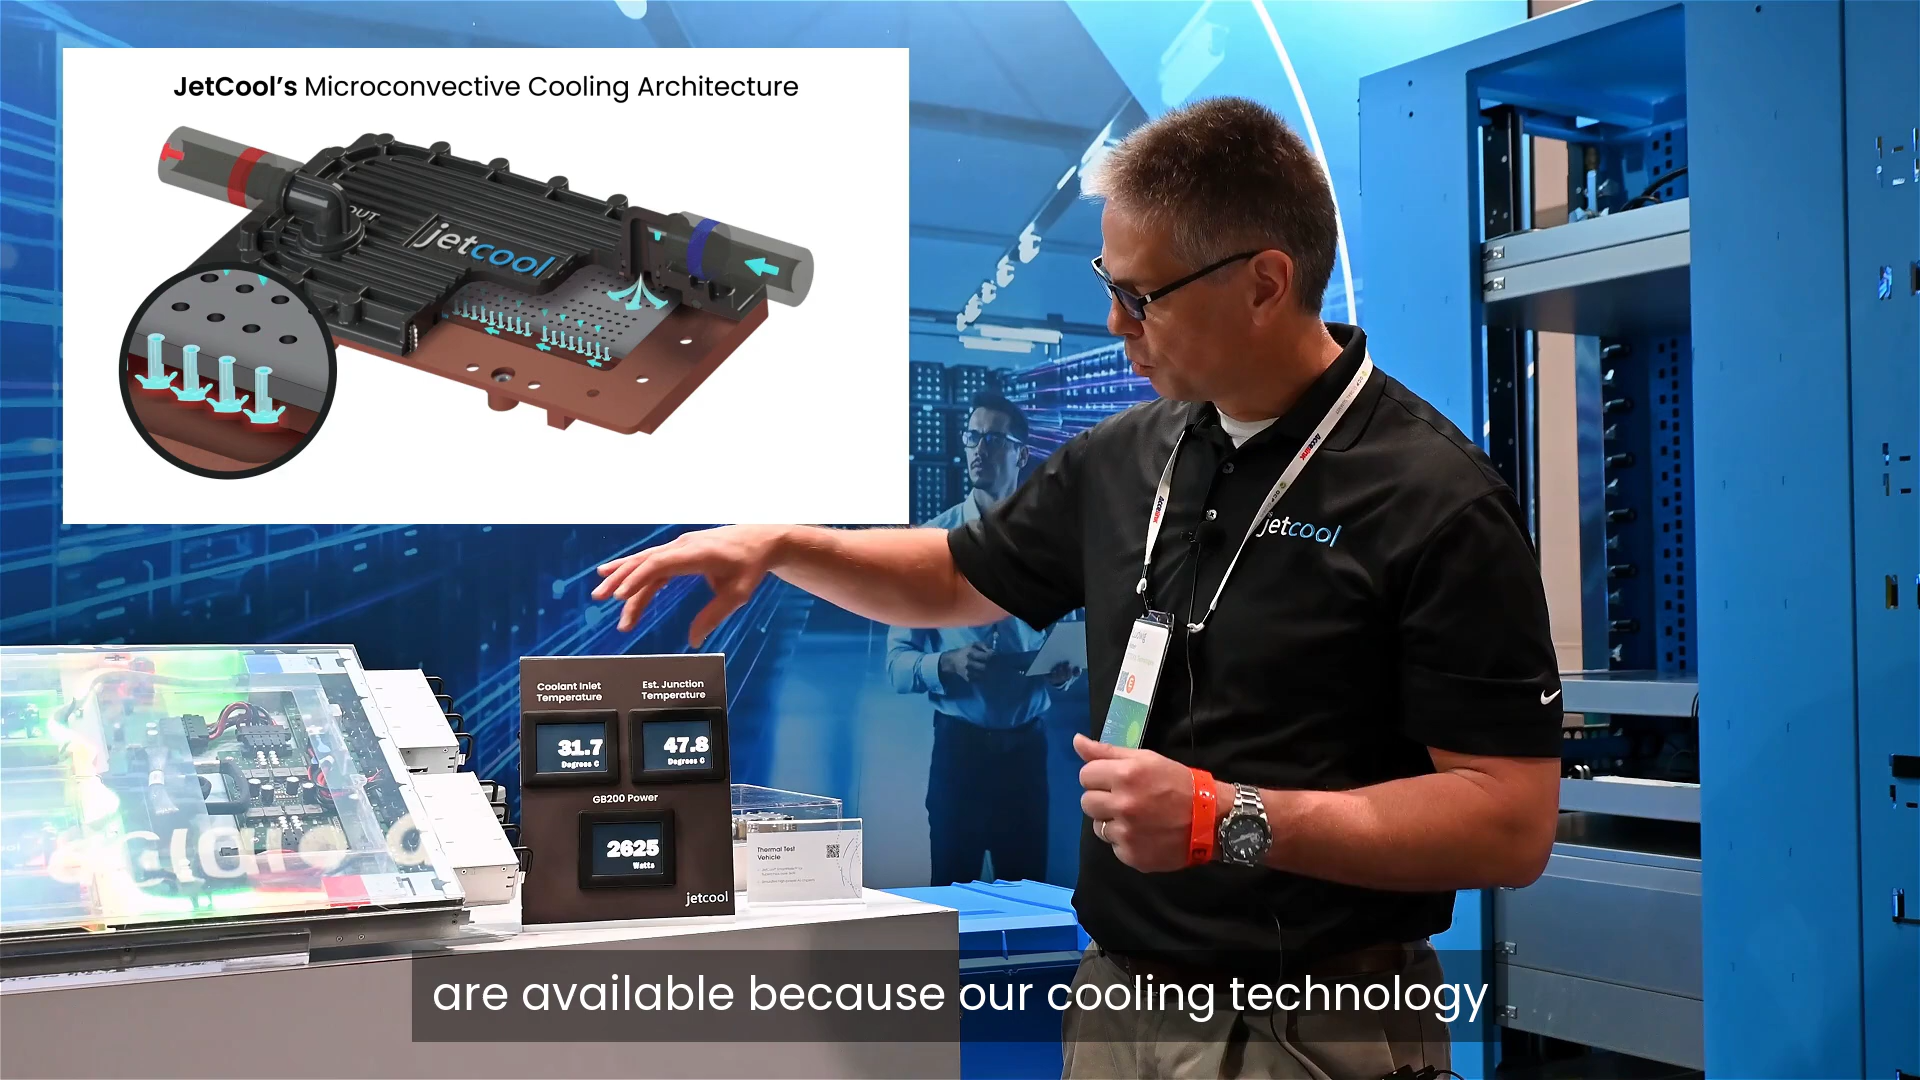 JetCool's Microconvective Cooling Architecture
OUT
jetcool
jetcool
Coolant Inlet
Temperature
Est. Junction
Temperature
31.7
Degrees C
47.8
Degrees C
GB200 Power
2625
Watts
jetcool
Thermal Test
Vehicle
are available because our cooling technology